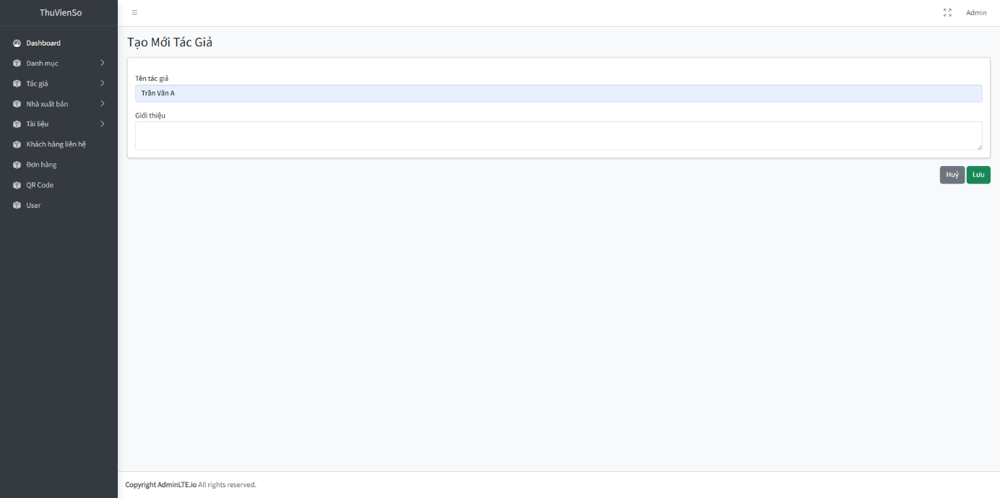 ThuVienSo
Admin
Dashboard
Danh mục
Tác giả
Nhà xuất bản
Tài liệu
Khách hàng liên hệ
Đơn hàng
QR Code
User
Tạo Mới Tác Giả
Tên tác giả
Trần Văn A
Giới thiệu
Huỷ Lưu
Copyright AdminLTE.io All rights reserved.